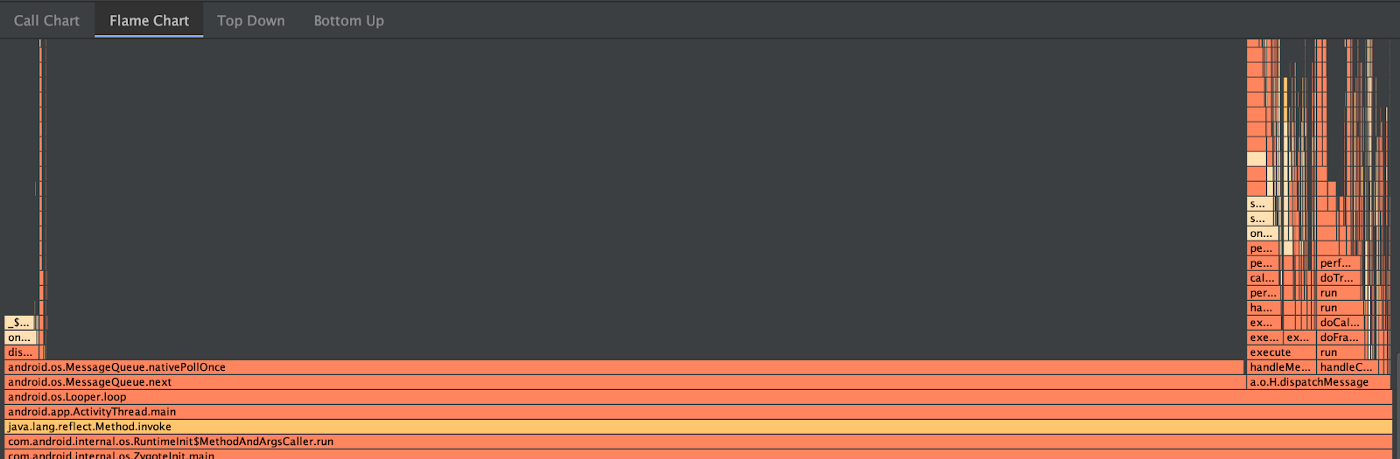 Call Chart Flame Chart Top Down Bottom Up
s...
s...
on...
pe...
pe... perf...
cal... doTr...
per... run
ha... run
_$... ex... doCal...
on... exe... ex... doFra...
dis... execute run
android.os.MessageQueue.nativePollOnce handleMe... handleC...
android.os.MessageQueue.next a.o.H.dispatchMessage
android.os.Looper.loop
android.app.ActivityThread.main
java.lang.reflect.Method.invoke
com.android.internal.os.RuntimeInit$MethodAndArgsCaller.run
com.android.internal.os.ZygoteInit.main